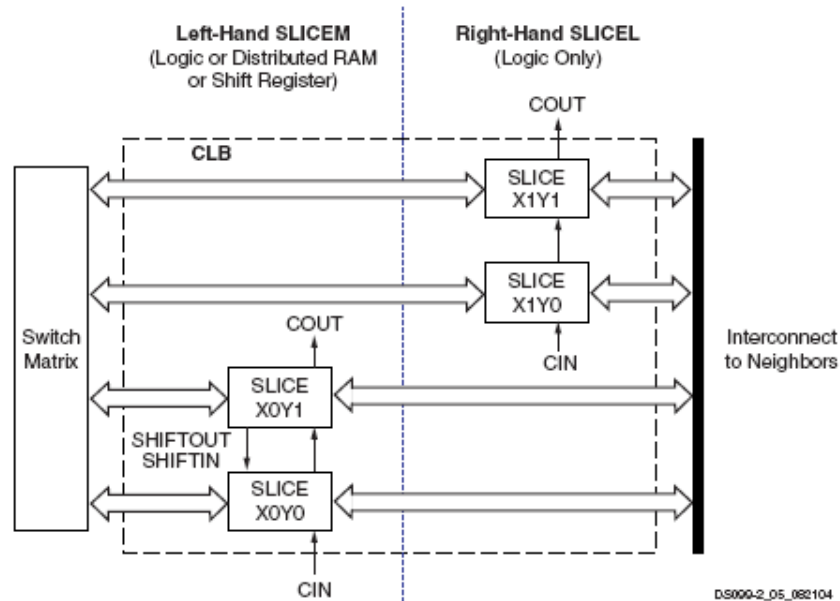 Left-Hand SLICEM
(Logic or Distributed RAM
or Shift Register)
Right-Hand SLICEL
(Logic Only)
COUT
CLB
SLICE
X1Y1
SLICE
X1Y0
COUT
CIN
Switch
Matrix
Interconnect
to Neighbors
SLICE
X0Y1
SHIFTOUT
SHIFTIN
SLICE
X0Y0
CIN
DS099-2_05_082104